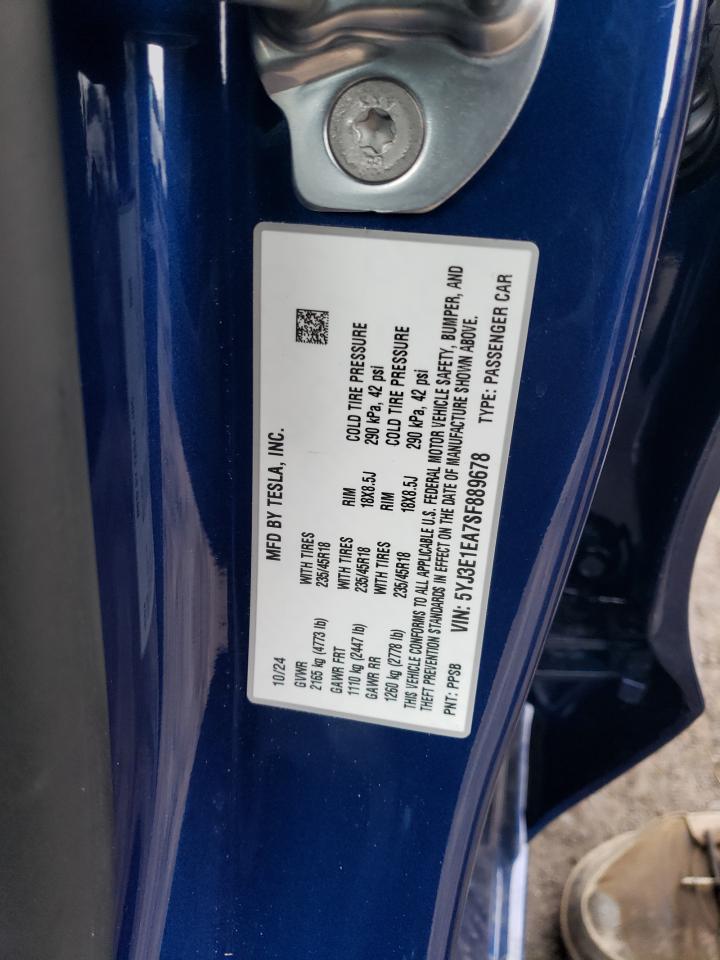 MFD BY TESLA, INC.
10/24
GVWR WITH TIRES RIM COLD TIRE PRESSURE
2165 kg (4773 lb) 235/45R18 18X8.5J 290 kPa, 42 psi
GAWR FRT WITH TIRES RIM COLD TIRE PRESSURE
1110 kg (2447 lb) 235/45R18 18X8.5J 290 kPa, 42 psi
GAWR RR WITH TIRES
1260 kg (2778 lb) 235/45R18
THIS VEHICLE CONFORMS TO ALL APPLICABLE U.S. FEDERAL MOTOR VEHICLE SAFETY, BUMPER, AND
THEFT PREVENTION STANDARDS IN EFFECT ON THE DATE OF MANUFACTURE SHOWN ABOVE.
PNT: PPSB VIN: 5YJ3E1EA7SF889678 TYPE: PASSENGER CAR